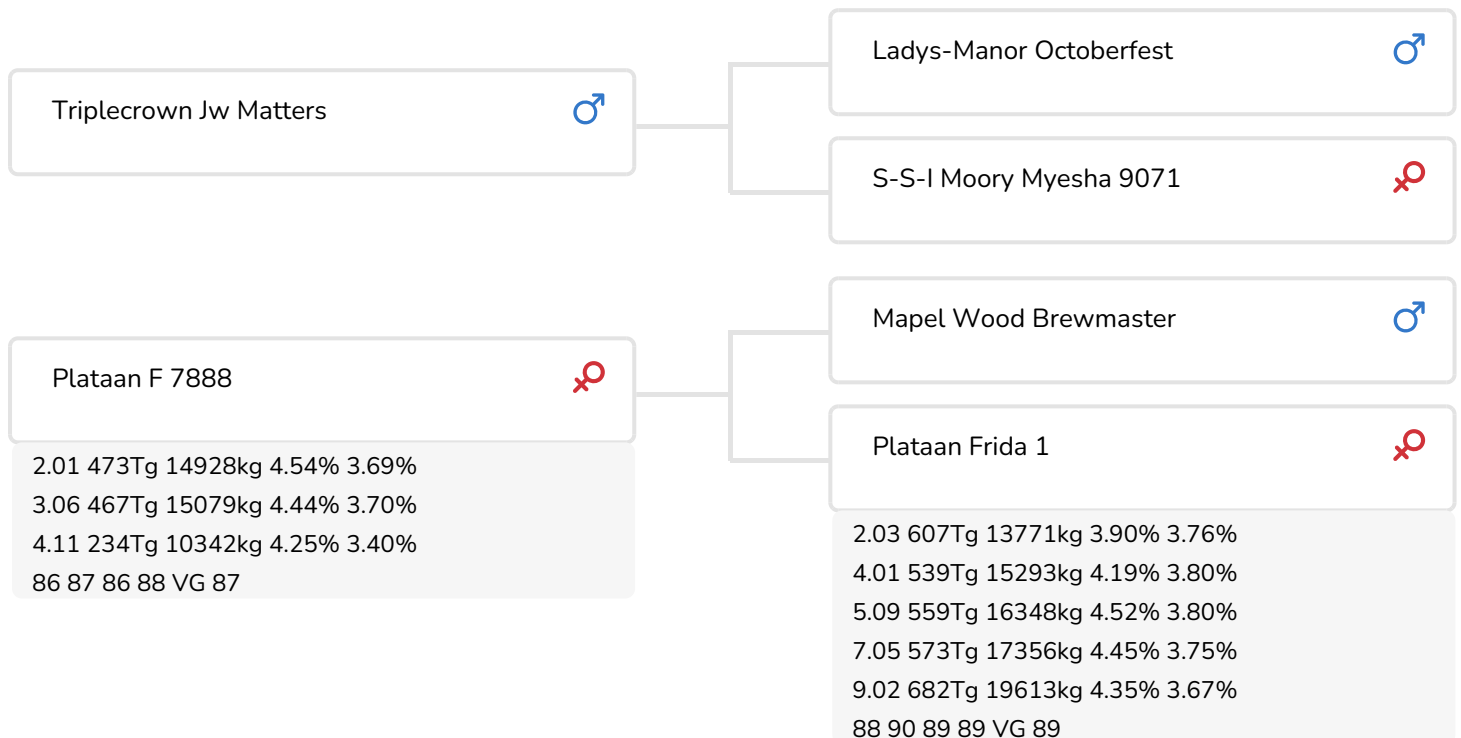 Ladys-Manor Octoberfest
Triplecrown Jw Matters
S-S-I Moory Myesha 9071
Mapel Wood Brewmaster
Plataan F 7888
2.01 473Tg 14928kg 4.54% 3.69%
3.06 467Tg 15079kg 4.44% 3.70%
4.11 234Tg 10342kg 4.25% 3.40%
86 87 86 88 VG 87
Plataan Frida 1
2.03 607Tg 13771kg 3.90% 3.76%
4.01 539Tg 15293kg 4.19% 3.80%
5.09 559Tg 16348kg 4.52% 3.80%
7.05 573Tg 17356kg 4.45% 3.75%
9.02 682Tg 19613kg 4.35% 3.67%
88 90 89 89 VG 89